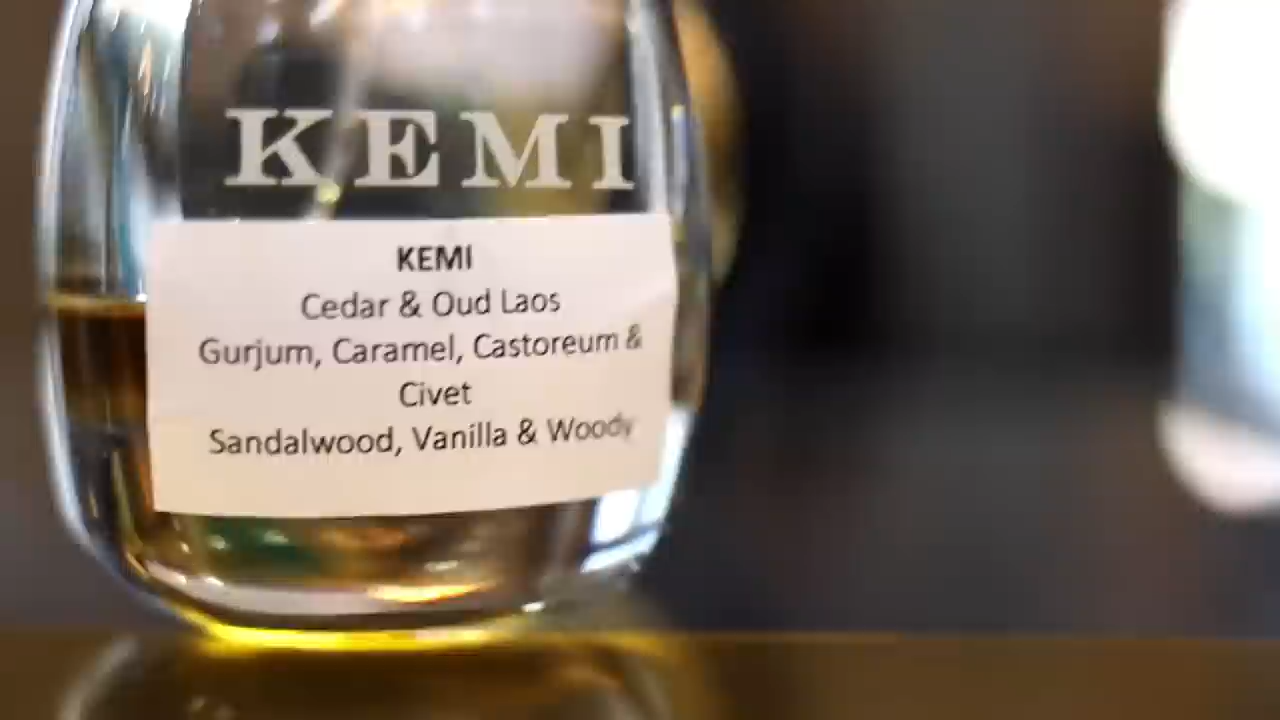 KEMI
KEMI
Cedar & Oud Laos
Gurjum, Caramel, Castoreum &
Civet
Sandalwood, Vanilla & Woody